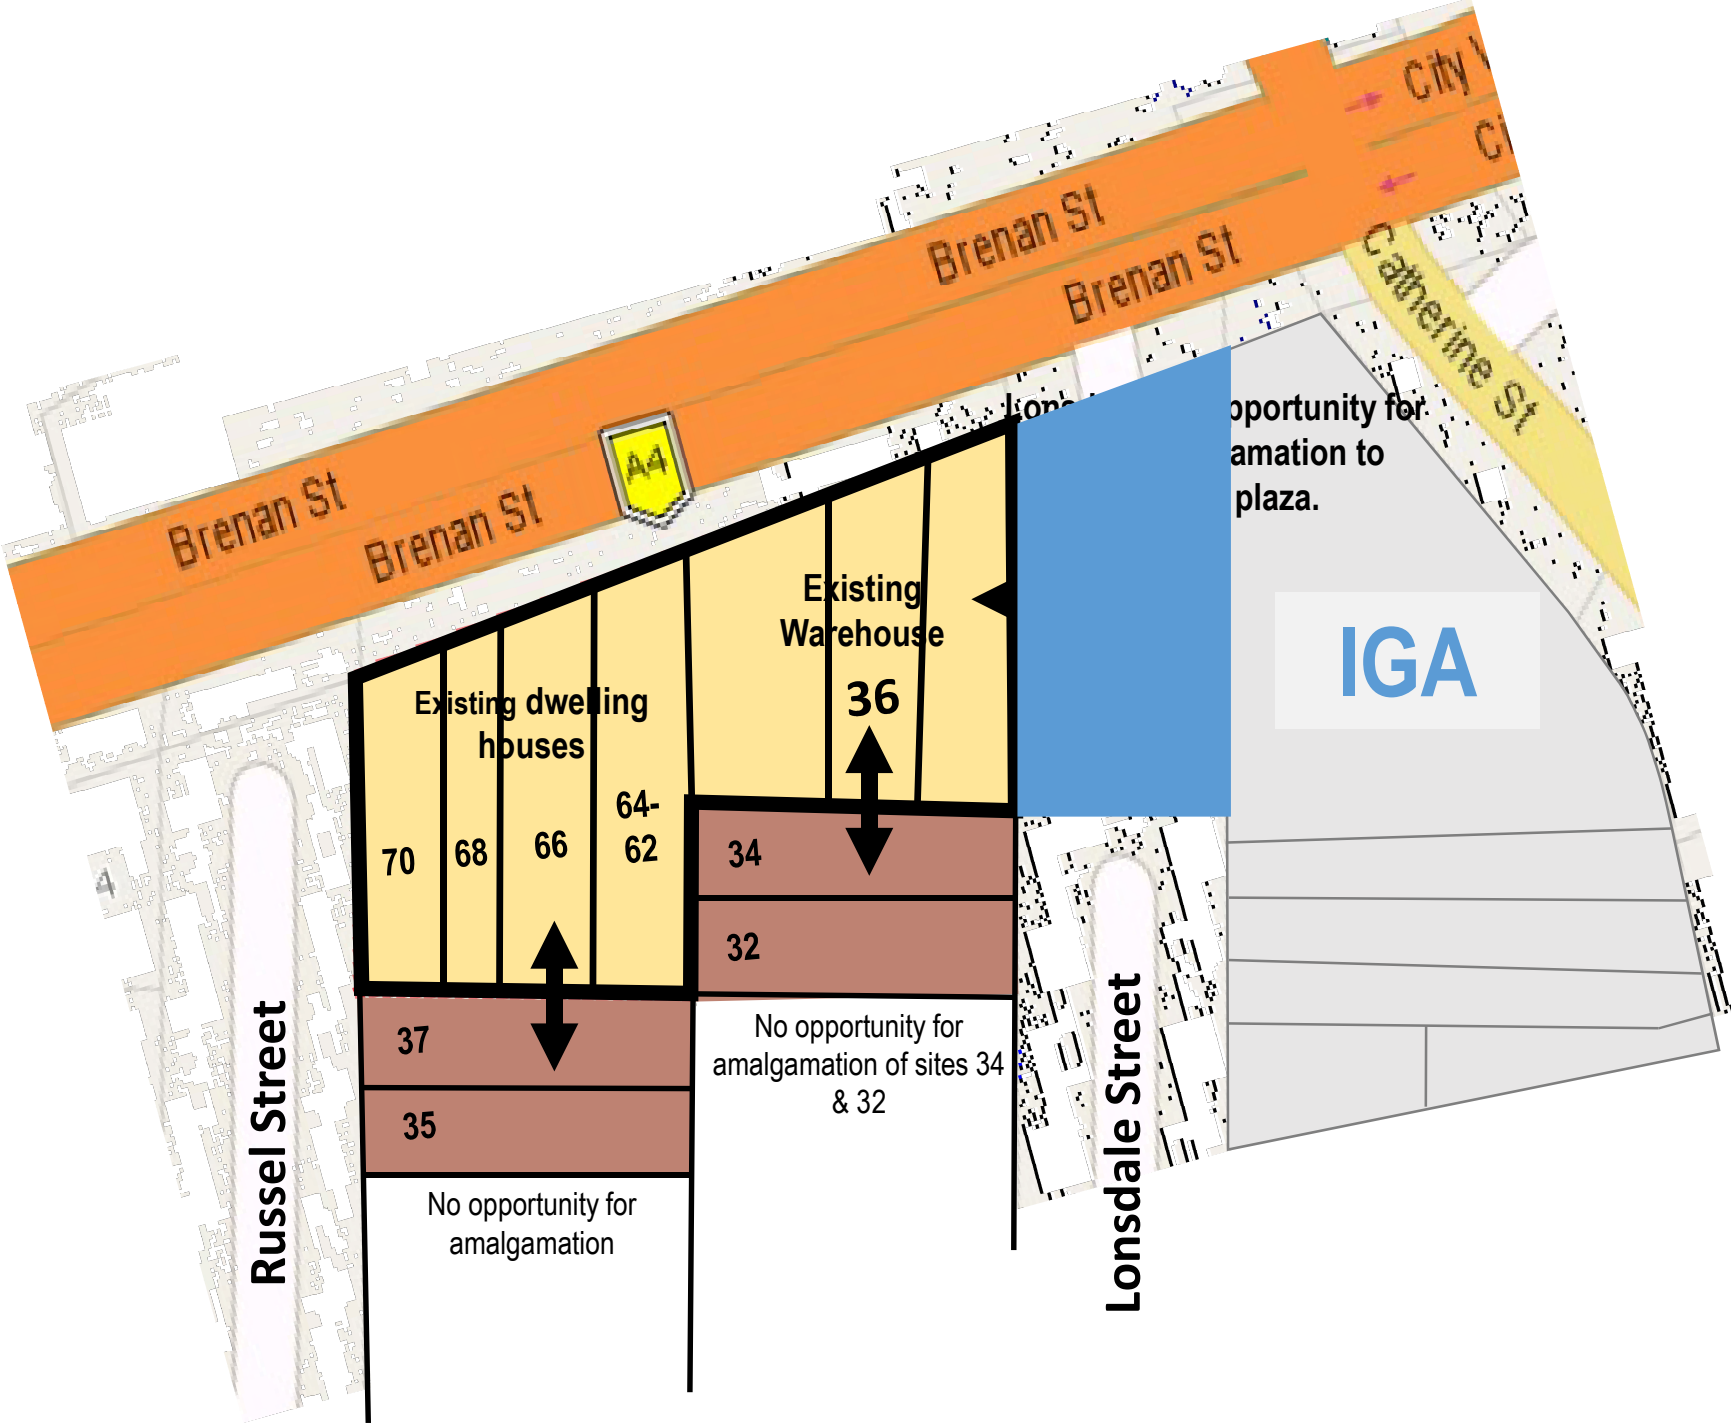 City
Brenan St
Brenan St
Catherine St
A4
Brenan St
Brenan St
pportunity for
amation to
plaza.
Existing
Warehouse
36
IGA
Existing dwelling
houses
64-
62
70
68
66
34
32
37
35
4
No opportunity for
amalgamation of sites 34
& 32
No opportunity for
amalgamation
Russel Street
Lonsdale Street